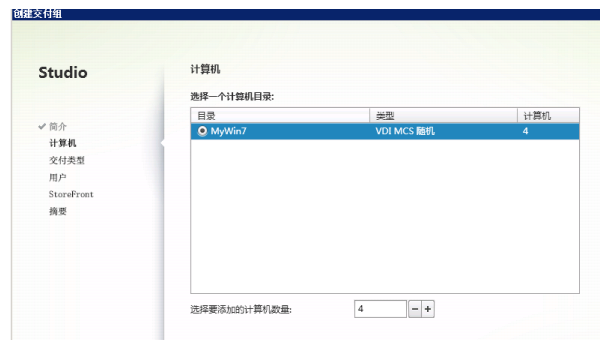 创建交付组
Studio
简介
计算机
交付类型
用户
StoreFront
摘要
计算机
选择一个计算机目录:
目录 类型 计算机
MyWin7 VDI MCS 随机 4
选择要添加的计算机数量: 4 − +